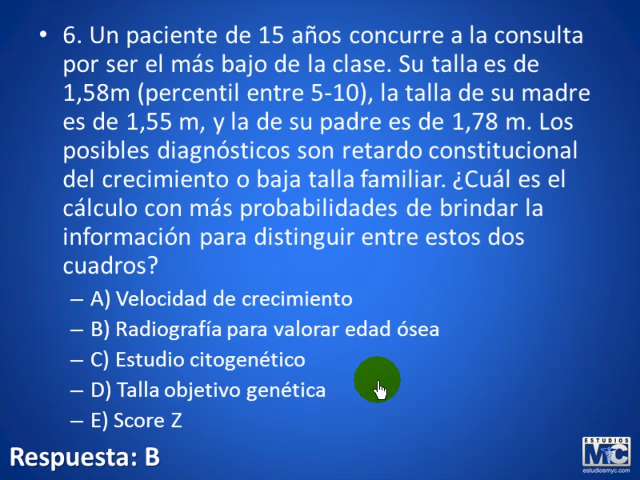 • 6. Un paciente de 15 años concurre a la consulta
por ser el más bajo de la clase. Su talla es de
1,58m (percentil entre 5-10), la talla de su madre
es de 1,55 m, y la de su padre es de 1,78 m. Los
posibles diagnósticos son retardo constitucional
del crecimiento o baja talla familiar. ¿Cuál es el
cálculo con más probabilidades de brindar la
información para distinguir entre estos dos
cuadros?
– A) Velocidad de crecimiento
– B) Radiografía para valorar edad ósea
– C) Estudio citogenético
– D) Talla objetivo genética
– E) Score Z
Respuesta: B
ESTUDIOS
MyC
estudiosmyc.com